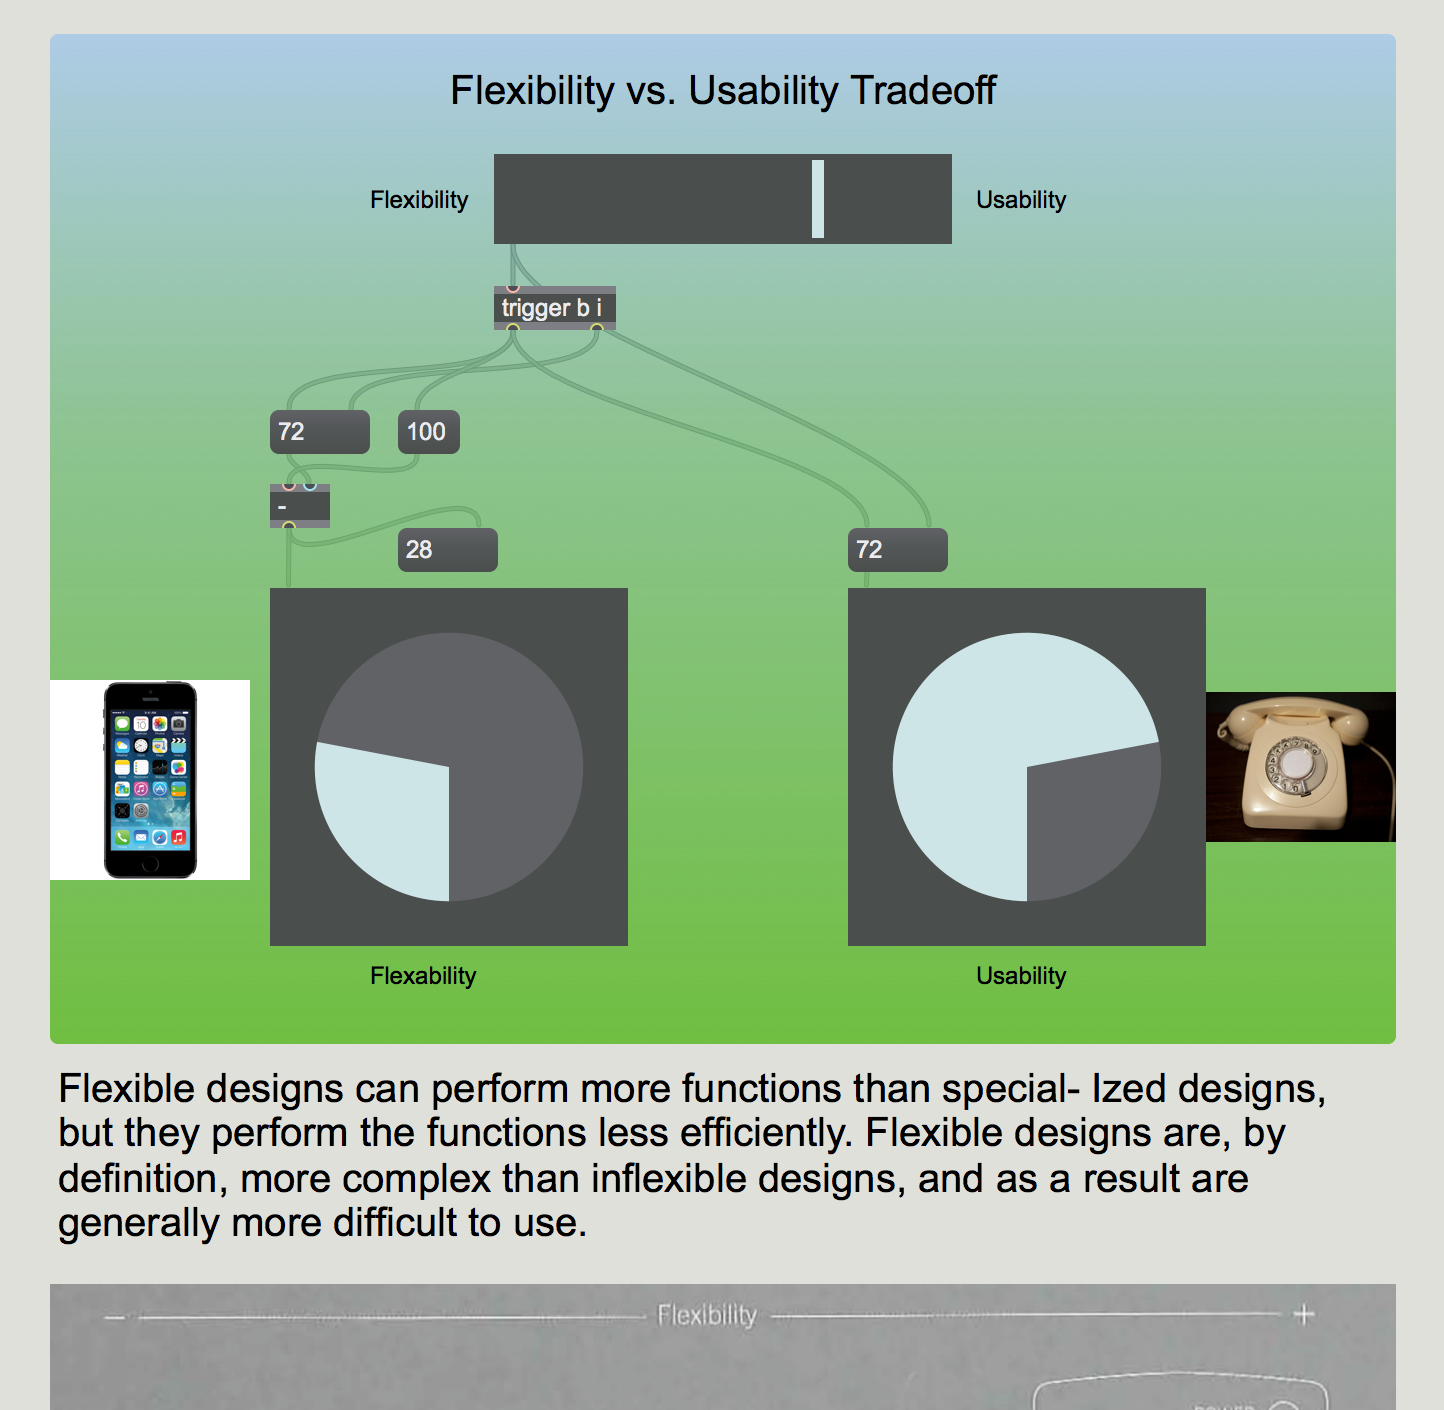 Flexibility vs. Usability Tradeoff
Flexibility
Usability
trigger b i
72
100
-
28
72
Flexability
Usability
Flexible designs can perform more functions than special- Ized designs,
but they perform the functions less efficiently. Flexible designs are, by
definition, more complex than inflexible designs, and as a result are
generally more difficult to use.
− Flexibility +